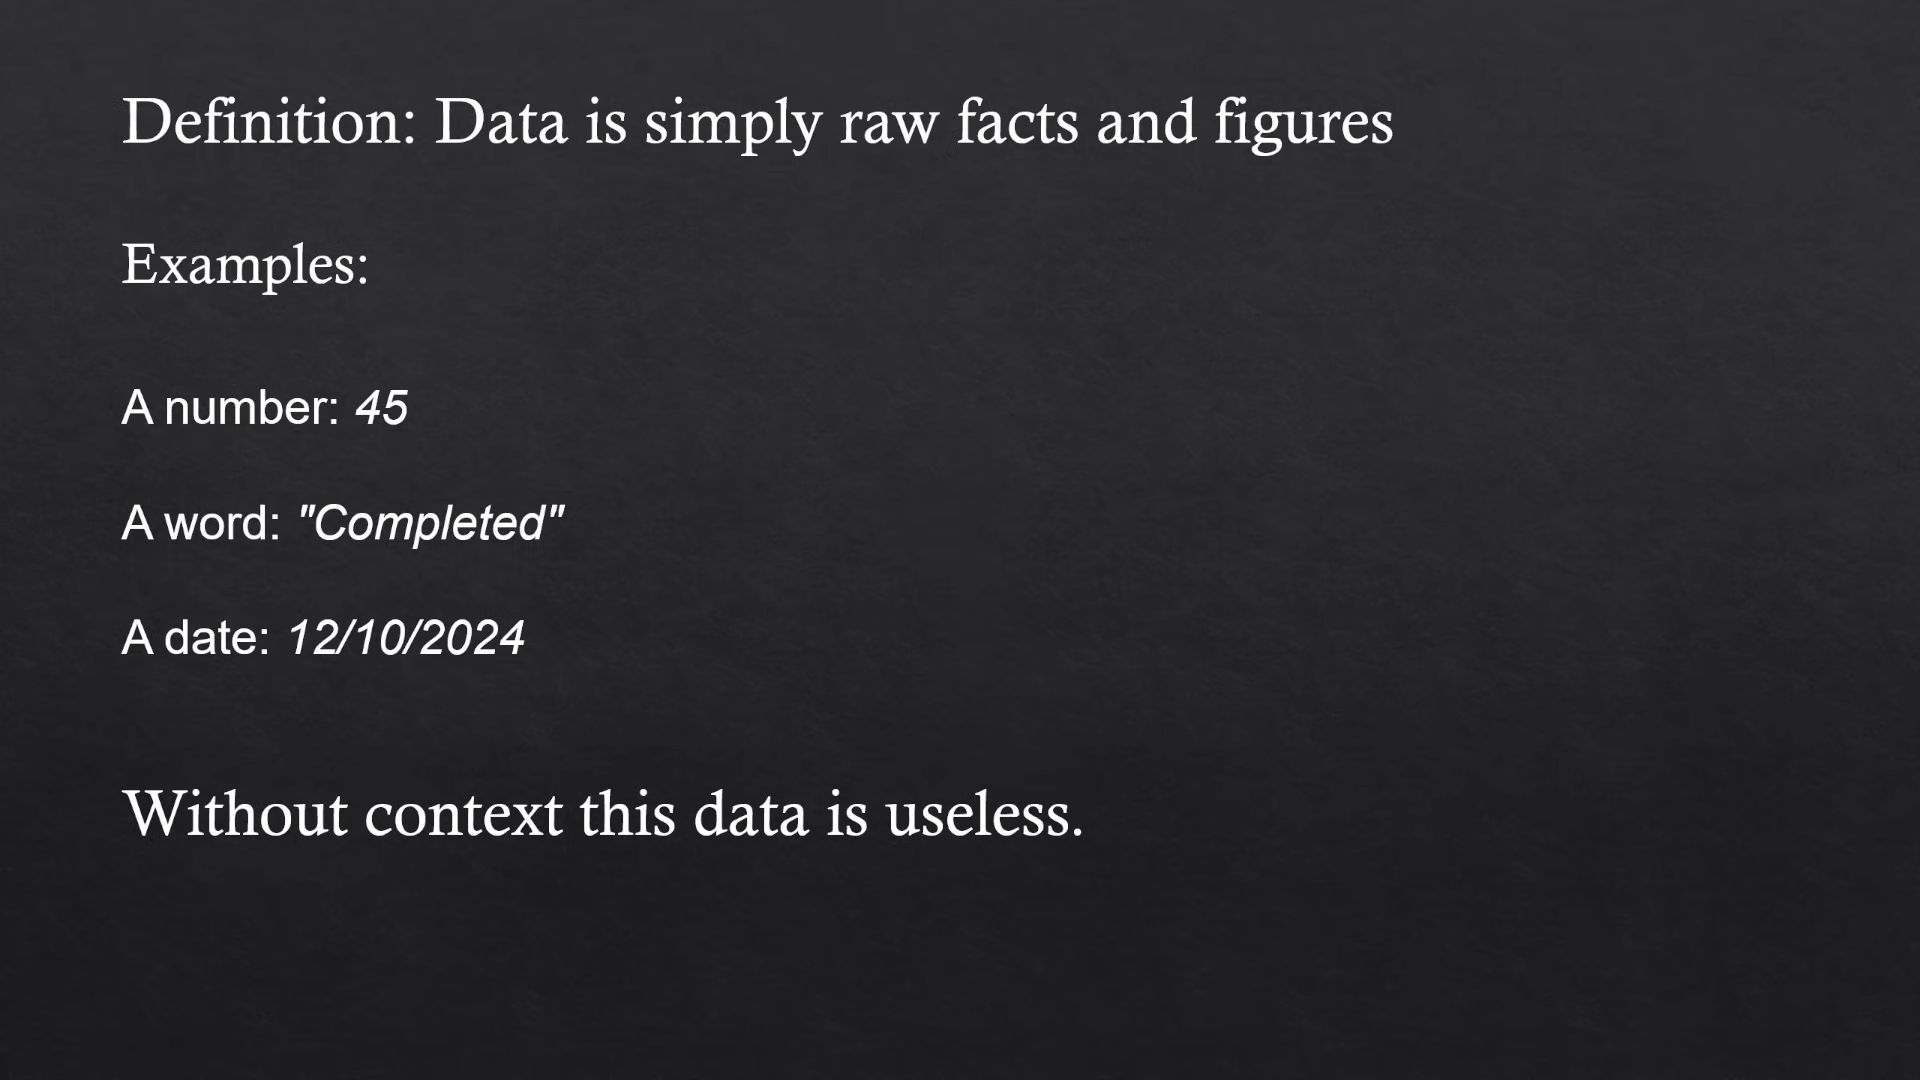 Definition: Data is simply raw facts and figures
Examples:
A number: 45
A word: "Completed"
A date: 12/10/2024
Without context this data is useless.